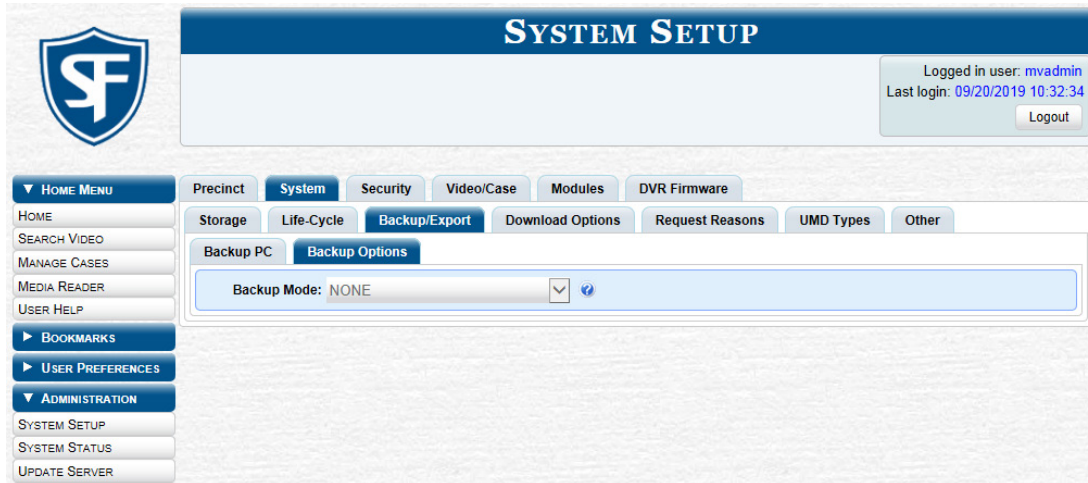 SYSTEM SETUP
SF
Logged in user: mvadmin
Last login: 09/20/2019 10:32:34
Logout
▼ HOME MENU
HOME
SEARCH VIDEO
MANAGE CASES
MEDIA READER
USER HELP
► BOOKMARKS
► USER PREFERENCES
▼ ADMINISTRATION
SYSTEM SETUP
SYSTEM STATUS
UPDATE SERVER
Precinct System Security Video/Case Modules DVR Firmware
Storage Life-Cycle Backup/Export Download Options Request Reasons UMD Types Other
Backup PC Backup Options
Backup Mode: NONE ?